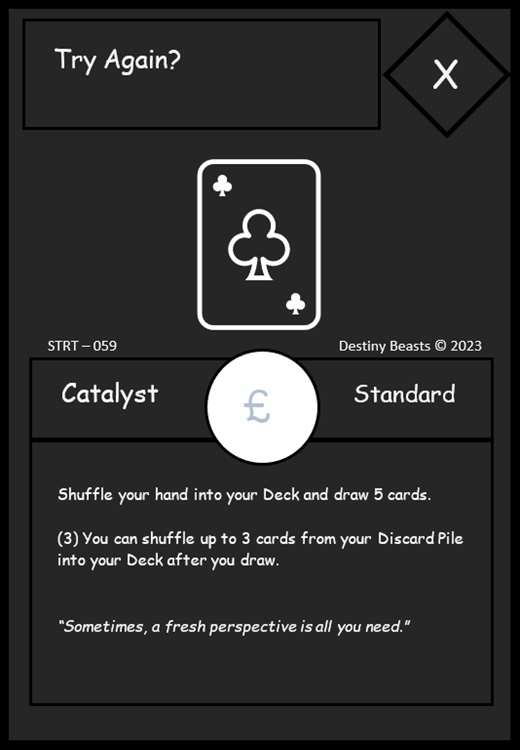 Try Again?
X
STRT – 059
Destiny Beasts © 2023
Catalyst
£
Standard
Shuffle your hand into your Deck and draw 5 cards.
(3) You can shuffle up to 3 cards from your Discard Pile
into your Deck after you draw.
“Sometimes, a fresh perspective is all you need.”